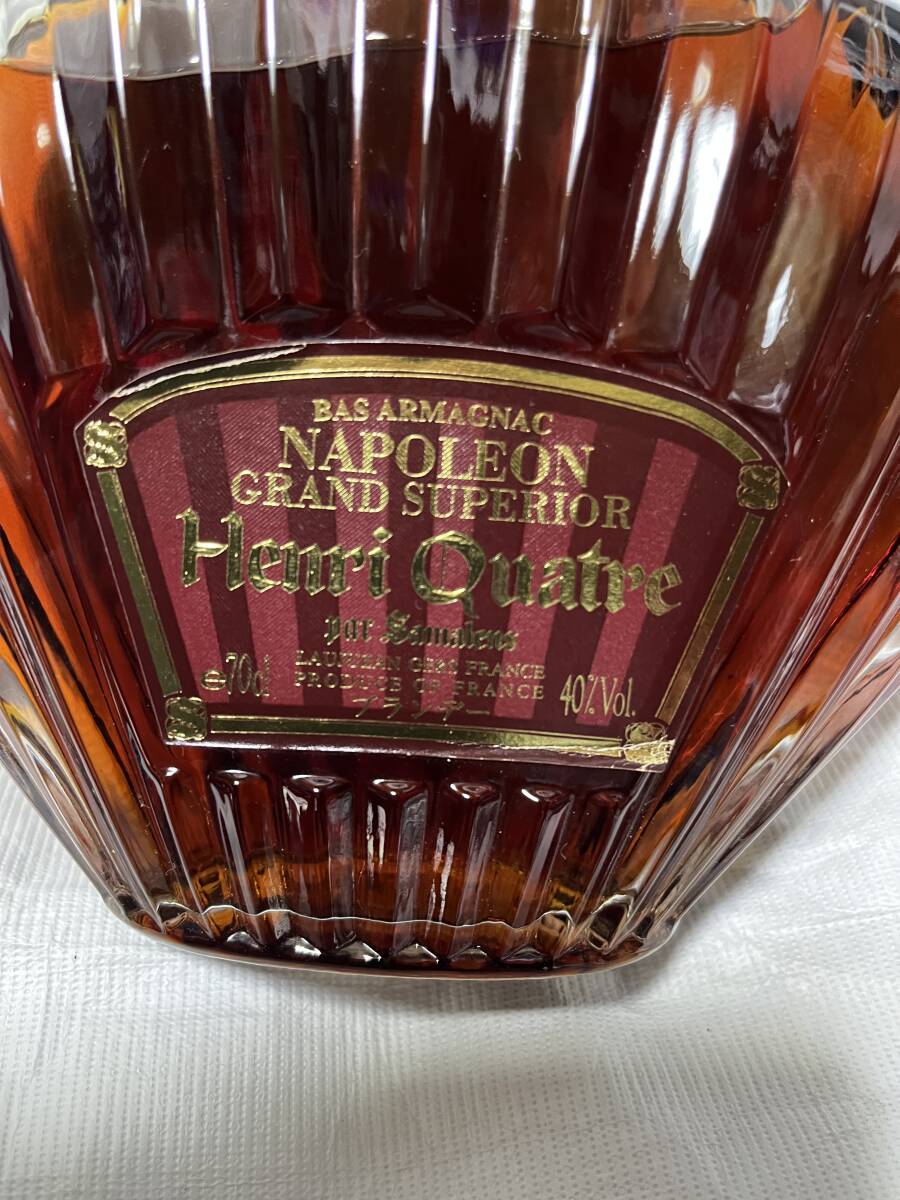 BAS ARMAGNAC
NAPOLEON
GRAND SUPERIOR
Henri Quatre
par Samalens
LAUJUZAN GERS FRANCE
PRODUCE OF FRANCE
℮70cl 40%Vol.
ブランデー